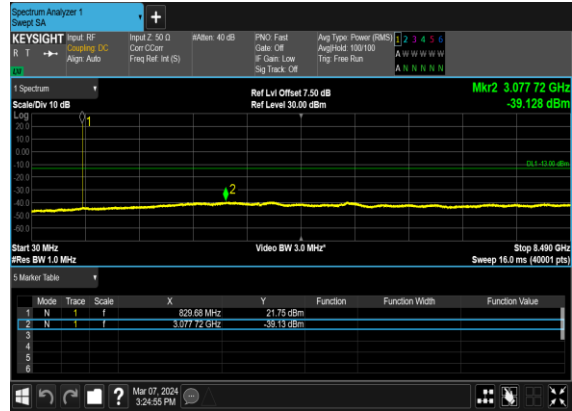 Spectrum Analyzer 1
Swept SA
+
KEYSIGHT Input: RF Input Z: 50 Ω #Atten: 40 dB PNO: Fast Avg Type: Power (RMS) 1 2 3 4 5 6
R T Coupling: DC Corr CCorr Gate: Off Avg|Hold: 100/100 A W W W W W
Align: Auto Freq Ref: Int (S) IF Gain: Low Trig: Free Run
Sig Track: Off A N N N N N
1 Spectrum Ref Lvl Offset 7.50 dB Mkr2 3.077 72 GHz
Scale/Div 10 dB Ref Level 30.00 dBm -39.128 dBm
Log
1
20.0
10.0
0.00
-10.0
DL1 -13.00 dBm
-20.0
-30.0
2
-40.0
-50.0
-60.0
Start 30 MHz Video BW 3.0 MHz* Stop 8.490 GHz
#Res BW 1.0 MHz Sweep 16.0 ms (40001 pts)
5 Marker Table
Mode Trace Scale X Y Function Function Width Function Value
1 N 1 f 829.68 MHz 21.75 dBm
2 N 1 f 3.077 72 GHz -39.13 dBm
3
4
5
6
? Mar 07, 2024
3:24:55 PM